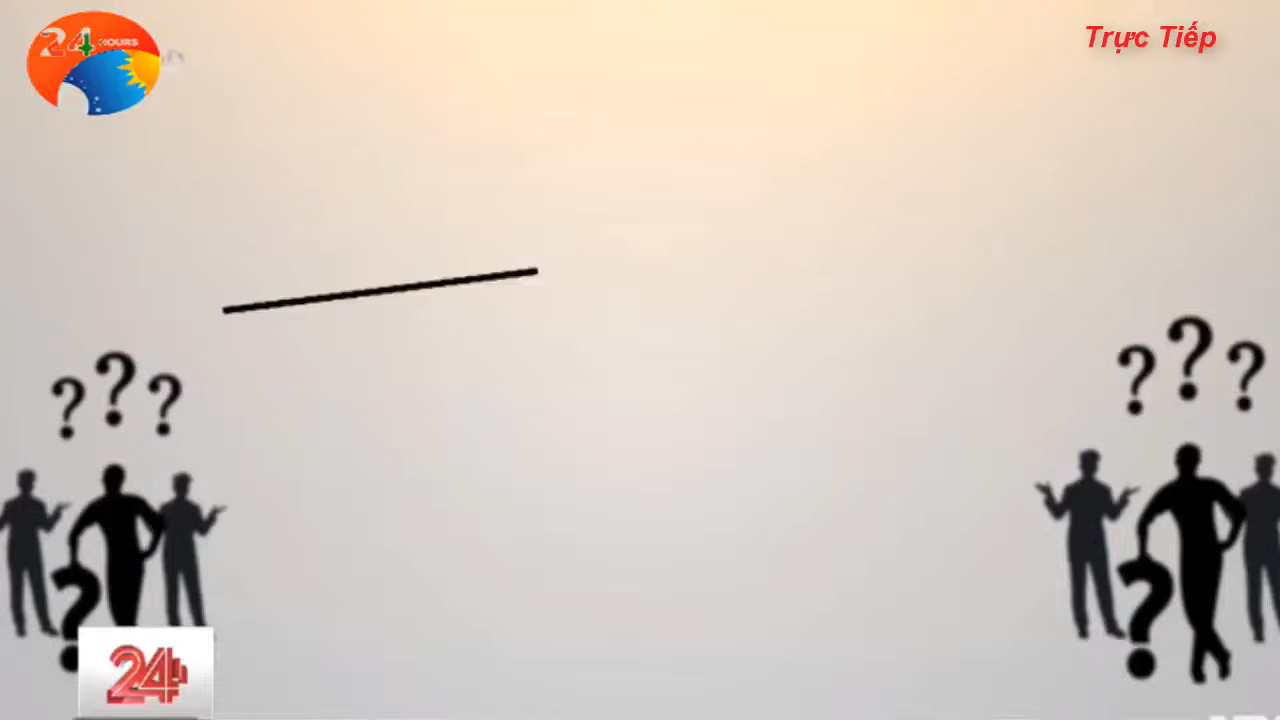 24 HOURS
Trực Tiếp
? ? ?
? ? ?
?
?
24h